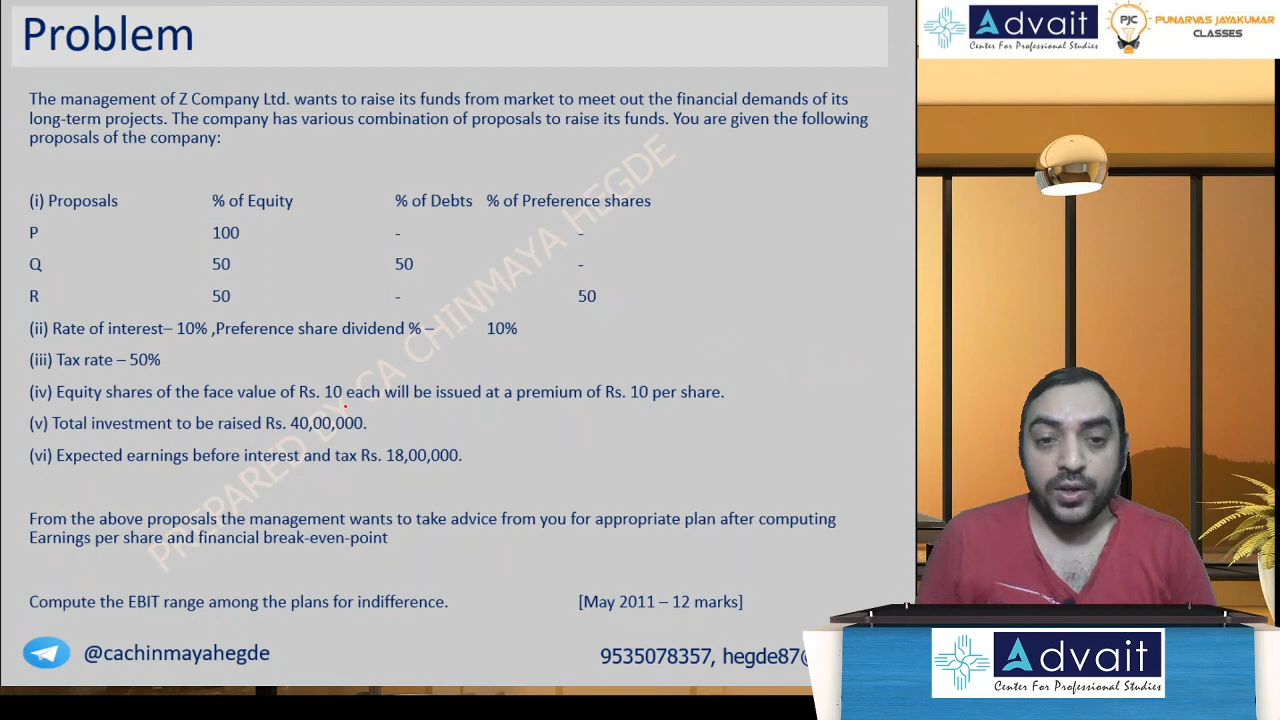 Problem
Advait
Center For Professional Studies
PJC
PUNARVAS JAYAKUMAR
CLASSES
The management of Z Company Ltd. wants to raise its funds from market to meet out the financial demands of its
long-term projects. The company has various combination of proposals to raise its funds. You are given the following
proposals of the company:
(i) Proposals % of Equity % of Debts % of Preference shares
P 100 - -
Q 50 50 -
R 50 - 50
(ii) Rate of interest– 10% ,Preference share dividend % – 10%
(iii) Tax rate – 50%
(iv) Equity shares of the face value of Rs. 10 each will be issued at a premium of Rs. 10 per share.
(v) Total investment to be raised Rs. 40,00,000.
(vi) Expected earnings before interest and tax Rs. 18,00,000.
From the above proposals the management wants to take advice from you for appropriate plan after computing
Earnings per share and financial break-even-point
Compute the EBIT range among the plans for indifference. [May 2011 – 12 marks]
PREPARED BY CA CHINMAYA HEGDE
@cachinmayahegde
9535078357, hegde87@
Advait
Center For Professional Studies